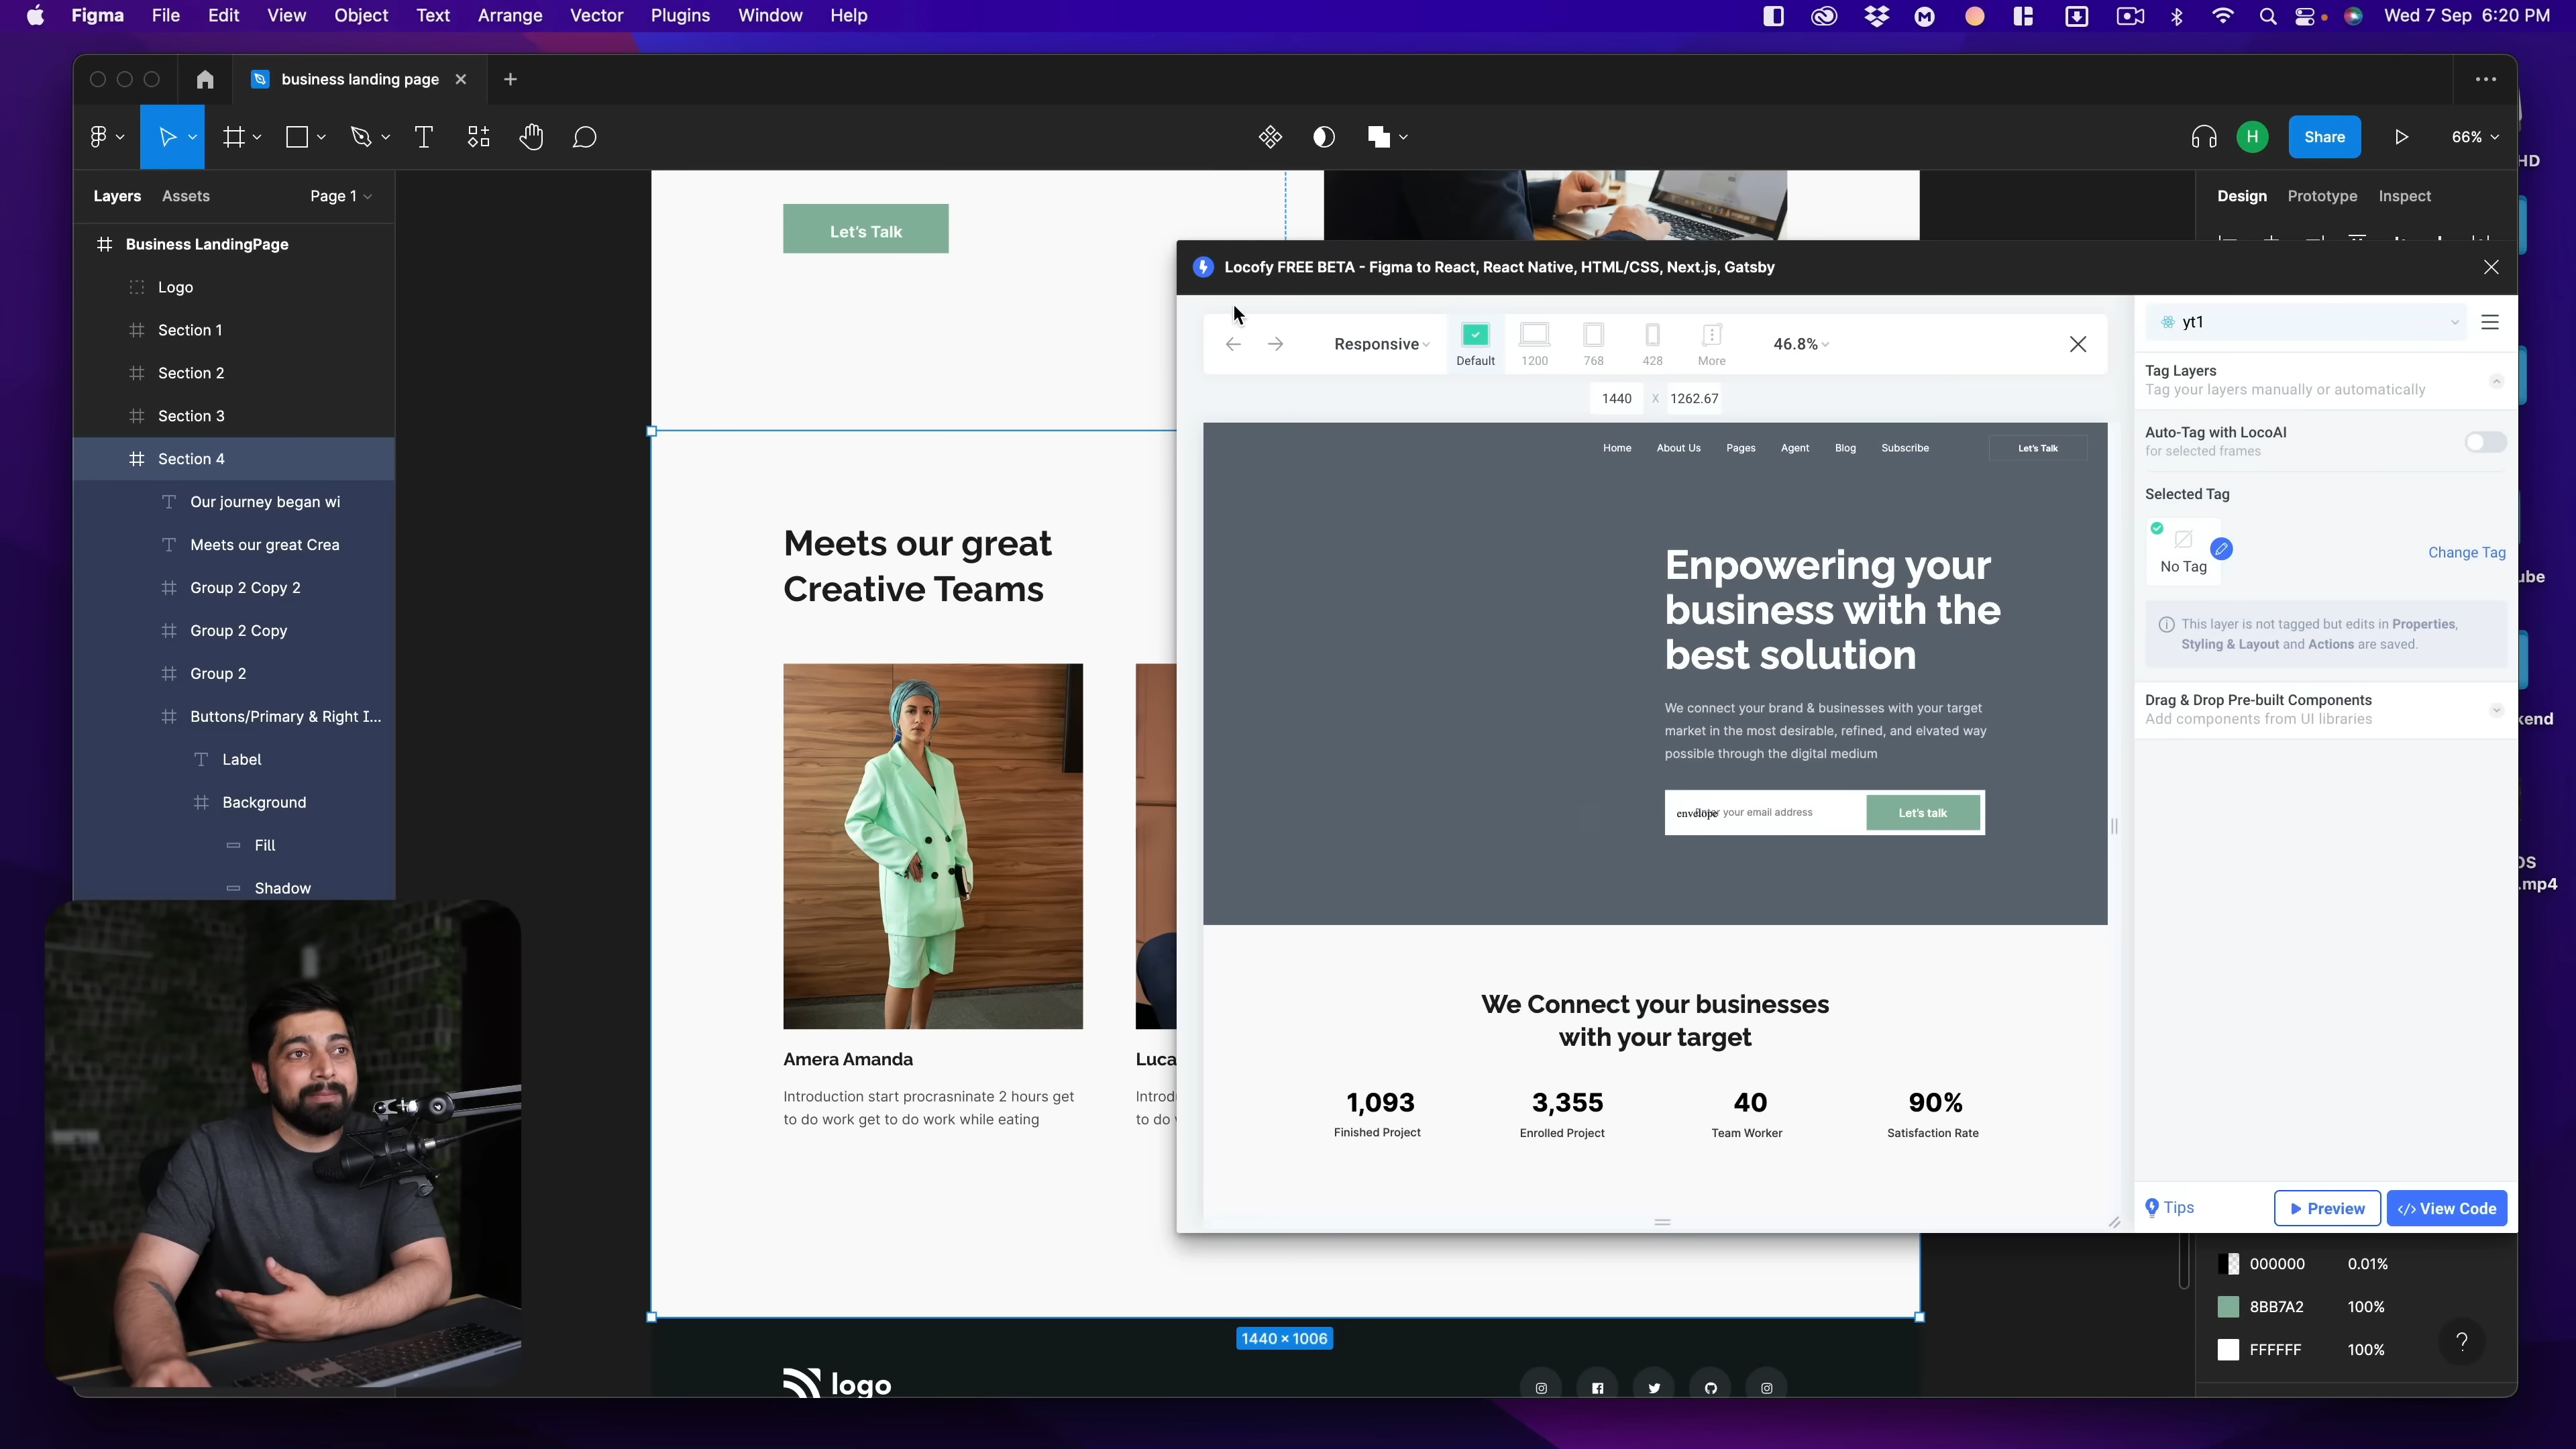 Figma File Edit View Object Text Arrange Vector Plugins Window Help
Wed 7 Sep 6:20 PM
business landing page
Share
66%
H
Layers Assets Page 1
Business LandingPage
Logo
Section 1
Section 2
Section 3
Section 4
Our journey began wi
Meets our great Crea
Group 2 Copy 2
Group 2 Copy
Group 2
Buttons/Primary & Right I...
Label
Background
Fill
Shadow
Let's Talk
Meets our great
Creative Teams
Amera Amanda
Introduction start procrasninate 2 hours get
to do work get to do work while eating
Luca
Introdu
to do w
1440 × 1006
logo
Locofy FREE BETA - Figma to React, React Native, HTML/CSS, Next.js, Gatsby
Responsive
Default
1200
768
428
More
46.8%
1440 X 1262.67
Home About Us Pages Agent Blog Subscribe Let's Talk
Enpowering your
business with the
best solution
We connect your brand & businesses with your target
market in the most desirable, refined, and elvated way
possible through the digital medium
envelope your email address
Let's talk
We Connect your businesses
with your target
1,093 3,355 40 90%
Finished Project Enrolled Project Team Worker Satisfaction Rate
Design Prototype Inspect
yt1
Tag Layers
Tag your layers manually or automatically
Auto-Tag with LocoAI
for selected frames
Selected Tag
No Tag
Change Tag
This layer is not tagged but edits in Properties,
Styling & Layout and Actions are saved.
Drag & Drop Pre-built Components
Add components from UI libraries
Tips
Preview
</> View Code
000000 0.01%
8BB7A2 100%
FFFFFF 100%
?
HD
ube
kend
OS
.mp4